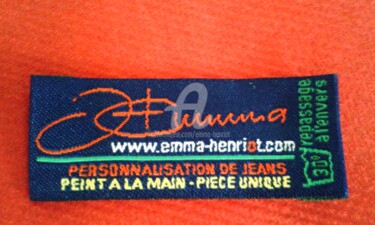 Emma
www.emma-henriot.com
PERSONNALISATION DE JEANS
PEINT A LA MAIN - PIECE UNIQUE
30°
repassage
à l'envers